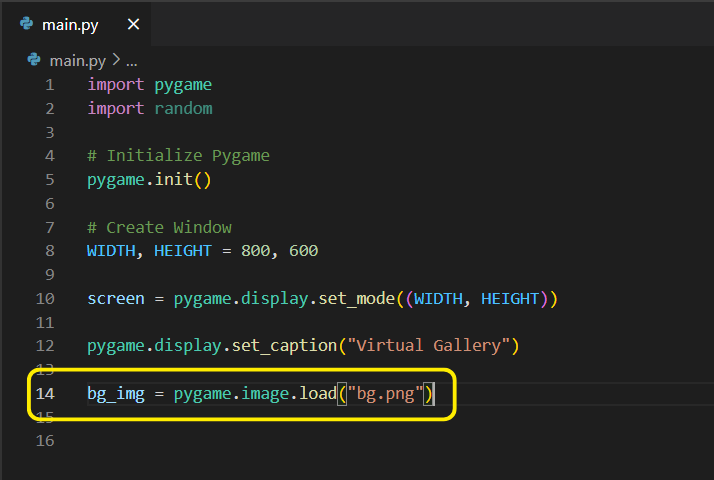 main.py ×
main.py > ...
1 import pygame
2 import random
3
4 # Initialize Pygame
5 pygame.init()
6
7 # Create Window
8 WIDTH, HEIGHT = 800, 600
9
10 screen = pygame.display.set_mode((WIDTH, HEIGHT))
11
12 pygame.display.set_caption("Virtual Gallery")
13
14 bg_img = pygame.image.load("bg.png")
15
16